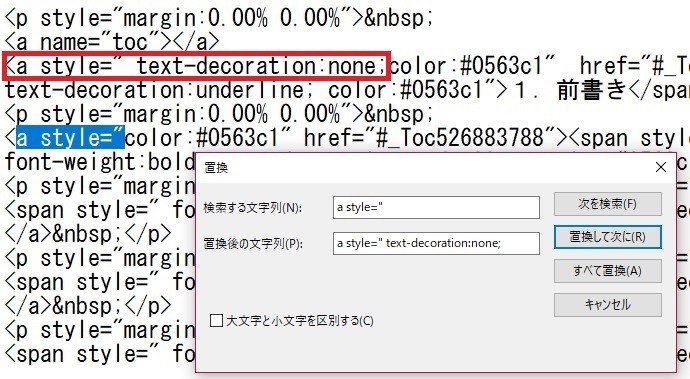 <p style="margin:0.00% 0.00%">&nbsp;
<a name="toc"></a>
<a style=" text-decoration:none;color:#0563c1"  href="#_T
text-decoration:underline; color:#0563c1">１．前書き</span
<p style="margin:0.00% 0.00%">&nbsp;
<a style="color:#0563c1" href="#_Toc526883788"><span style
font-weight:bold
<p style="margin
<span style=" fo
</a>&nbsp;</p>
<p style="margin
<span style=" fo
</a>&nbsp;</p>
<p style="margin
<span style=" fo
置換
検索する文字列(N):
a style="
次を検索(F)
置換後の文字列(P):
a style=" text-decoration:none;
置換して次に(R)
すべて置換(A)
キャンセル
大文字と小文字を区別する(C)